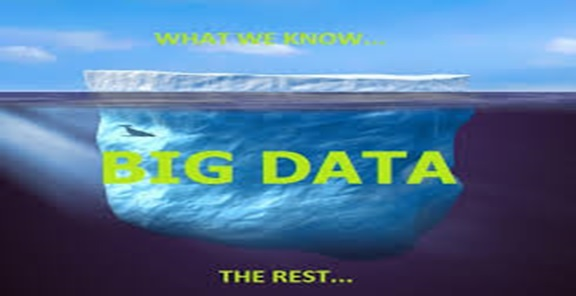 WHAT WE KNOW...
BIG DATA
THE REST...